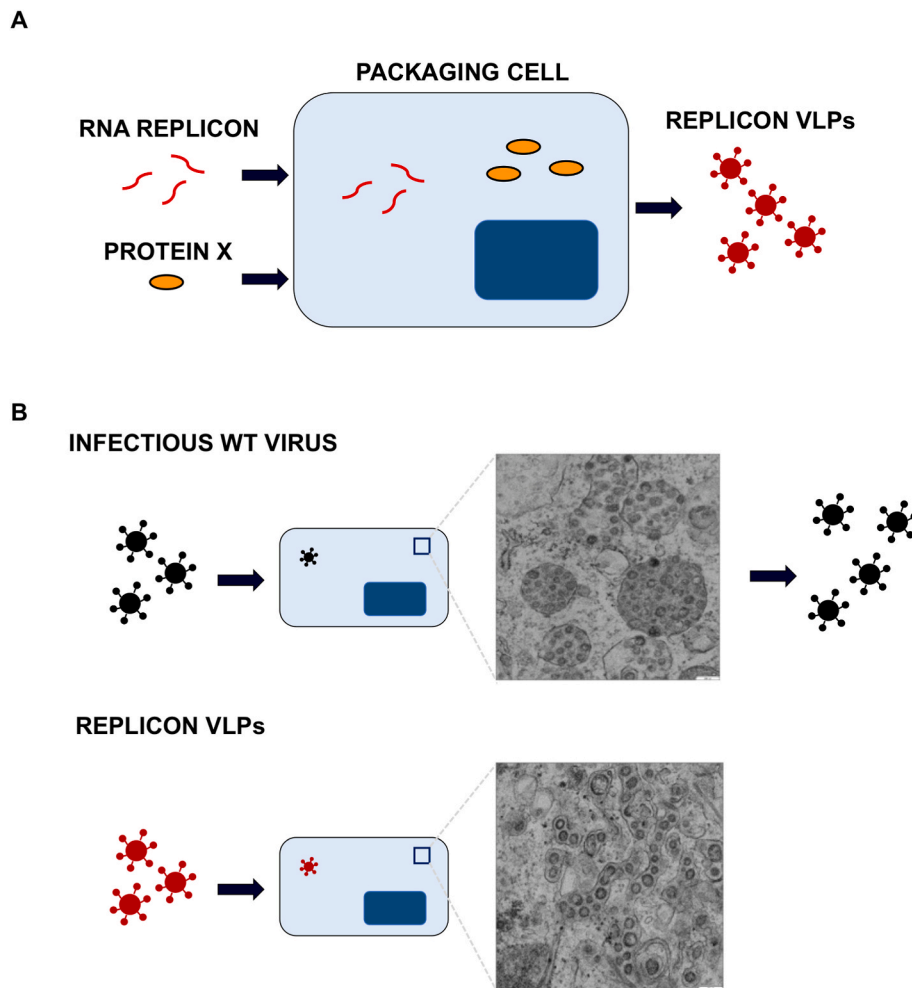 A
PACKAGING CELL
RNA REPLICON
REPLICON VLPs
PROTEIN X
B
INFECTIOUS WT VIRUS
REPLICON VLPs